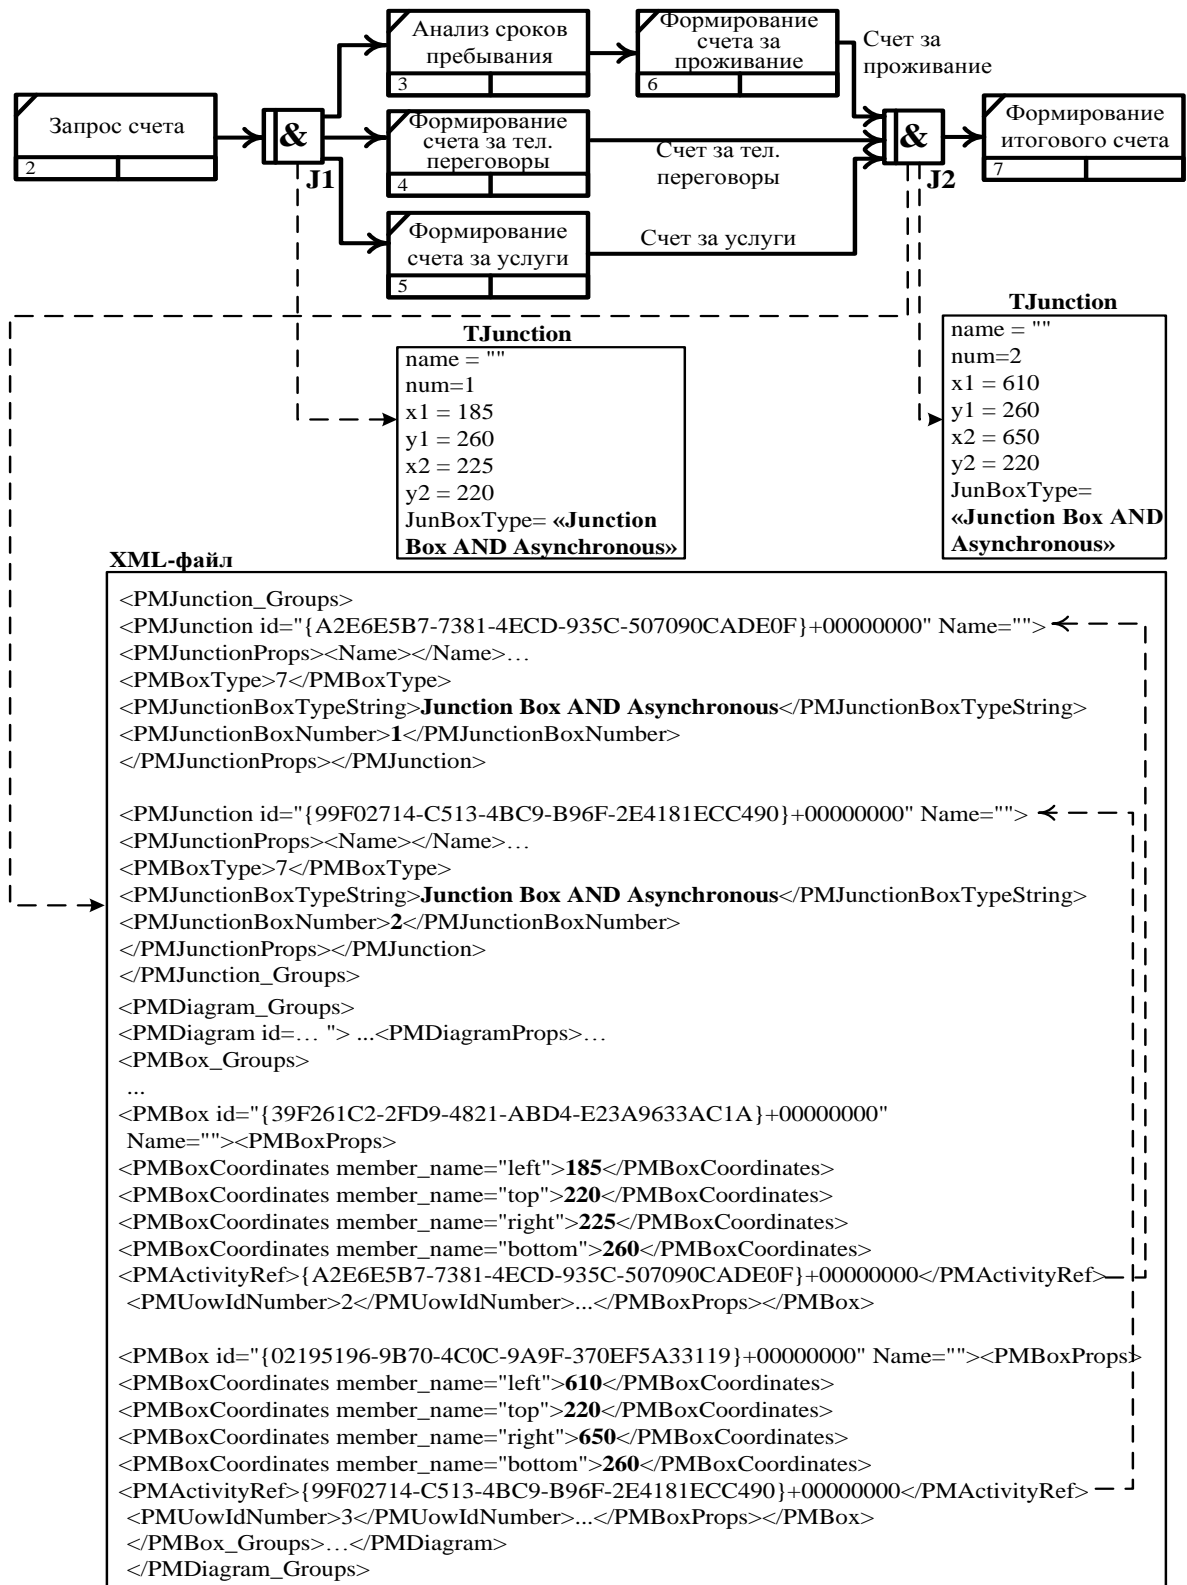 Анализ сроков
пребывания
3
Формирование
счета за
проживание
6
Счет за
проживание
Запрос счета
2
&
J1
Формирование
счета за тел.
переговоры
4
Счет за тел.
переговоры
&
J2
Формирование
итогового счета
7
Формирование
счета за услуги
5
Счет за услуги
TJunction
name = ""
num=1
x1 = 185
y1 = 260
x2 = 225
y2 = 220
JunBoxType= «Junction
Box AND Asynchronous»
TJunction
name = ""
num=2
x1 = 610
y1 = 260
x2 = 650
y2 = 220
JunBoxType=
«Junction Box AND
Asynchronous»
XML-файл
<PMJunction_Groups>
<PMJunction id="{A2E6E5B7-7381-4ECD-935C-507090CADE0F}+00000000" Name="">
<PMJunctionProps><Name></Name>…
<PMBoxType>7</PMBoxType>
<PMJunctionBoxTypeString>Junction Box AND Asynchronous</PMJunctionBoxTypeString>
<PMJunctionBoxNumber>1</PMJunctionBoxNumber>
</PMJunctionProps></PMJunction>
<PMJunction id="{99F02714-C513-4BC9-B96F-2E4181ECC490}+00000000" Name="">
<PMJunctionProps><Name></Name>…
<PMBoxType>7</PMBoxType>
<PMJunctionBoxTypeString>Junction Box AND Asynchronous</PMJunctionBoxTypeString>
<PMJunctionBoxNumber>2</PMJunctionBoxNumber>
</PMJunctionProps></PMJunction>
</PMJunction_Groups>
<PMDiagram_Groups>
<PMDiagram id=… "> ...<PMDiagramProps>…
<PMBox_Groups>
...
<PMBox id="{39F261C2-2FD9-4821-ABD4-E23A9633AC1A}+00000000"
Name=""><PMBoxProps>
<PMBoxCoordinates member_name="left">185</PMBoxCoordinates>
<PMBoxCoordinates member_name="top">220</PMBoxCoordinates>
<PMBoxCoordinates member_name="right">225</PMBoxCoordinates>
<PMBoxCoordinates member_name="bottom">260</PMBoxCoordinates>
<PMActivityRef>{A2E6E5B7-7381-4ECD-935C-507090CADE0F}+00000000</PMActivityRef>
<PMUowIdNumber>2</PMUowIdNumber>...</PMBoxProps></PMBox>
<PMBox id="{02195196-9B70-4C0C-9A9F-370EF5A33119}+00000000" Name=""><PMBoxProps>
<PMBoxCoordinates member_name="left">610</PMBoxCoordinates>
<PMBoxCoordinates member_name="top">220</PMBoxCoordinates>
<PMBoxCoordinates member_name="right">650</PMBoxCoordinates>
<PMBoxCoordinates member_name="bottom">260</PMBoxCoordinates>
<PMActivityRef>{99F02714-C513-4BC9-B96F-2E4181ECC490}+00000000</PMActivityRef>
<PMUowIdNumber>3</PMUowIdNumber>...</PMBoxProps></PMBox>
</PMBox_Groups>…</PMDiagram>
</PMDiagram_Groups>